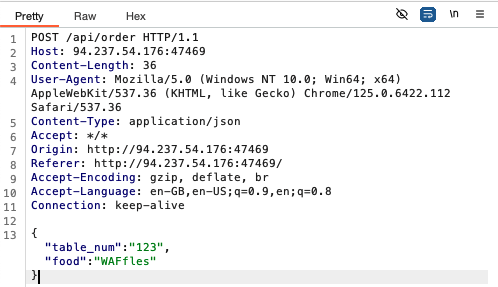 Pretty Raw Hex \n
1 POST /api/order HTTP/1.1
2 Host: 94.237.54.176:47469
3 Content-Length: 36
4 User-Agent: Mozilla/5.0 (Windows NT 10.0; Win64; x64)
AppleWebKit/537.36 (KHTML, like Gecko) Chrome/125.0.6422.112
Safari/537.36
5 Content-Type: application/json
6 Accept: */*
7 Origin: http://94.237.54.176:47469
8 Referer: http://94.237.54.176:47469/
9 Accept-Encoding: gzip, deflate, br
10 Accept-Language: en-GB,en-US;q=0.9,en;q=0.8
11 Connection: keep-alive
12
13 {
"table_num":"123",
"food":"WAFfles"
}